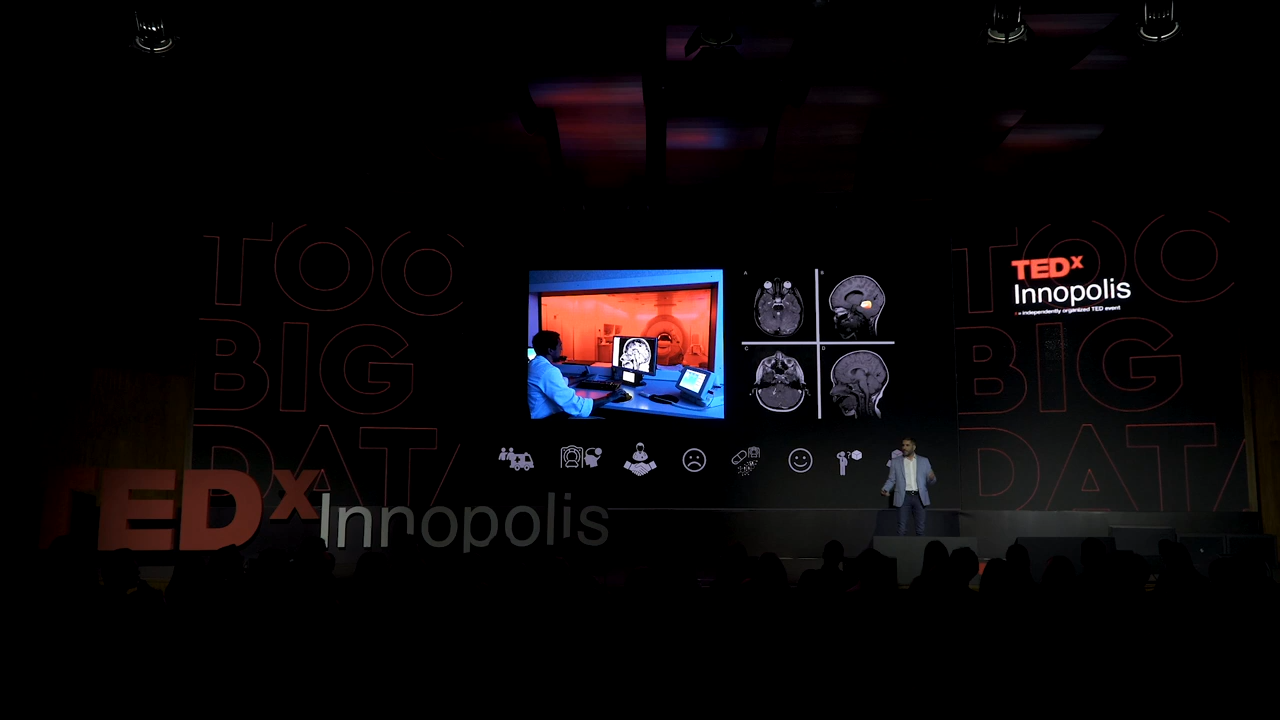 TOO
BIG
DATA
TEDx
Innopolis
A
B
C
D
TOO
BIG
DATA
TEDx
Innopolis
x = independently organized TED event